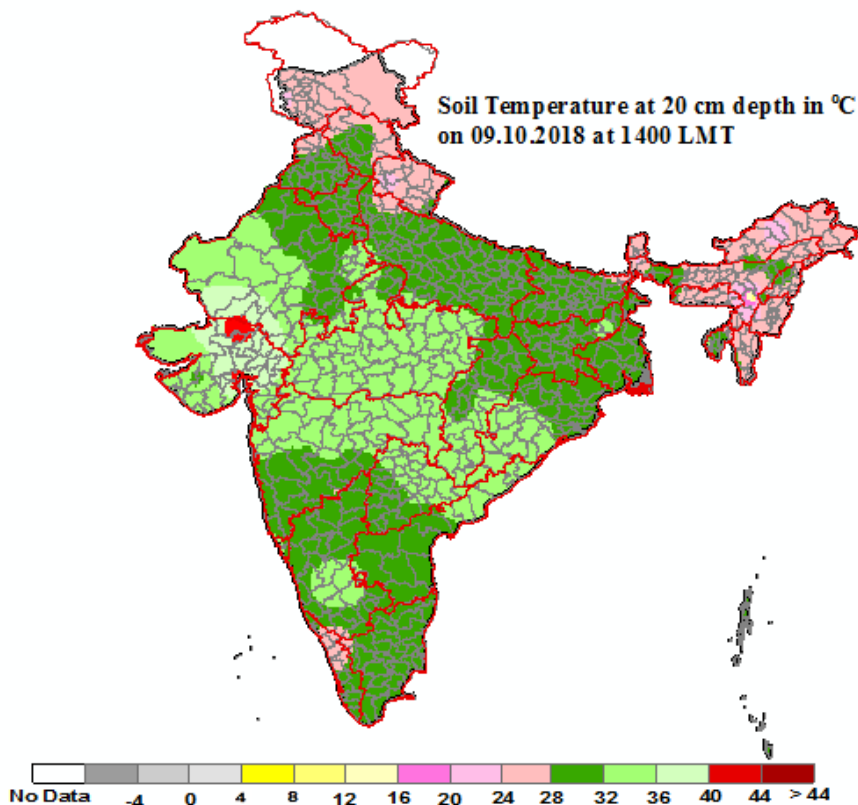 Soil Temperature at 20 cm depth in ⁰C
on 09.10.2018 at 1400 LMT
No Data -4 0 4 8 12 16 20 24 28 32 36 40 44 > 44